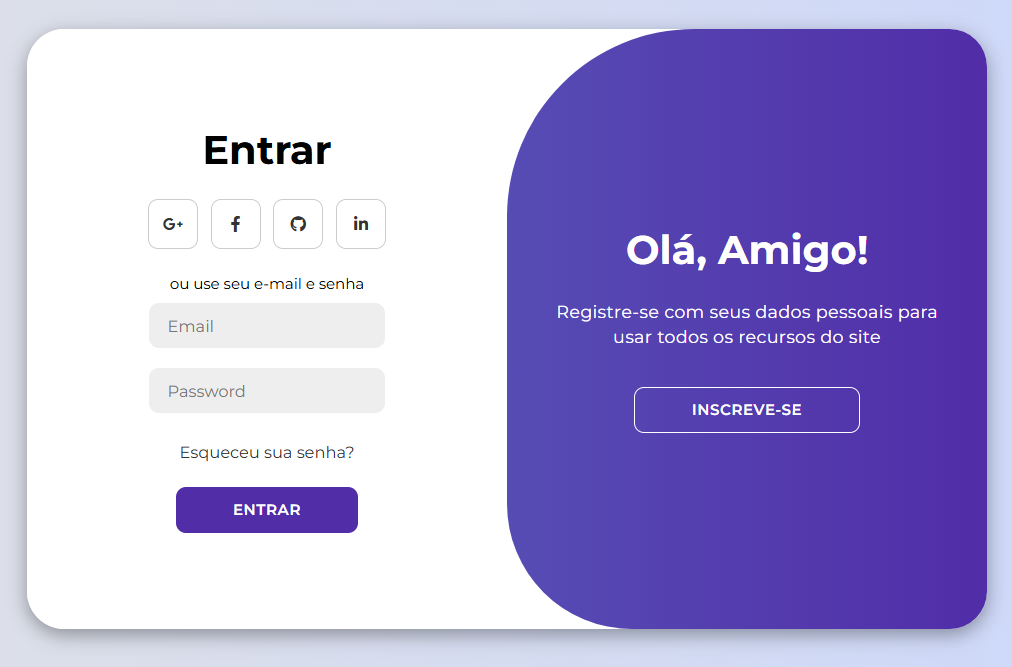 Entrar
G+ f in
ou use seu e-mail e senha
Email
Password
Esqueceu sua senha?
ENTRAR
Olá, Amigo!
Registre-se com seus dados pessoais para
usar todos os recursos do site
INSCREVE-SE